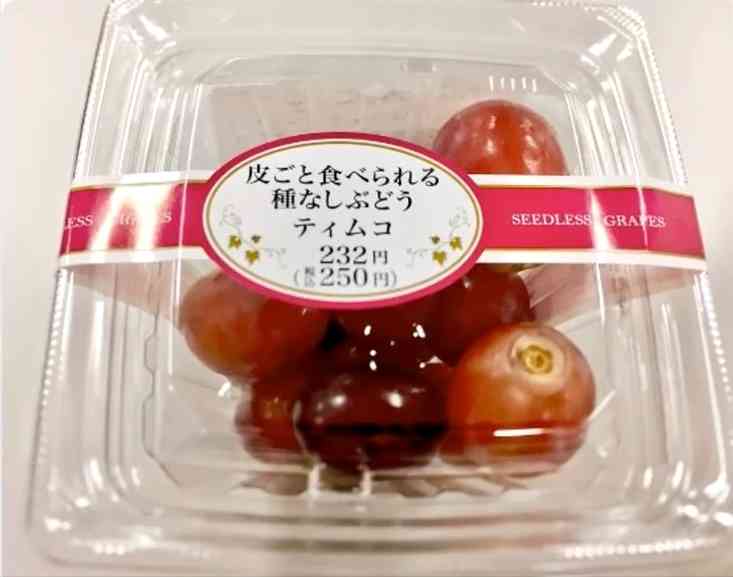 皮ごと食べられる
種なしぶどう
ティムコ
232円
(税込250円)
LESS GRAPES
SEEDLESS GRAPES